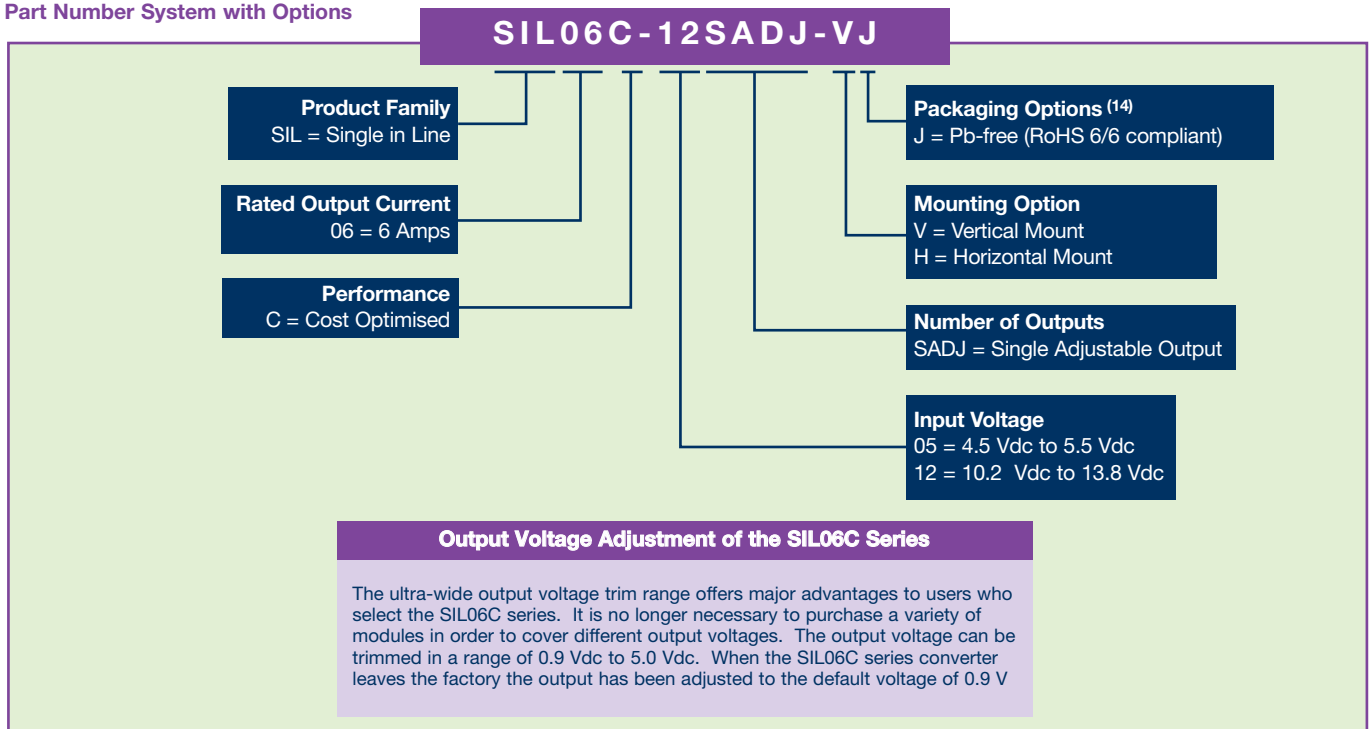 Part Number System with Options
SIL06C-12SADJ-VJ
Product Family
SIL = Single in Line
Rated Output Current
06 = 6 Amps
Performance
C = Cost Optimised
Packaging Options (14)
J = Pb-free (RoHS 6/6 compliant)
Mounting Option
V = Vertical Mount
H = Horizontal Mount
Number of Outputs
SADJ = Single Adjustable Output
Input Voltage
05 = 4.5 Vdc to 5.5 Vdc
12 = 10.2 Vdc to 13.8 Vdc
Output Voltage Adjustment of the SIL06C Series
The ultra-wide output voltage trim range offers major advantages to users who
select the SIL06C series. It is no longer necessary to purchase a variety of
modules in order to cover different output voltages. The output voltage can be
trimmed in a range of 0.9 Vdc to 5.0 Vdc. When the SIL06C series converter
leaves the factory the output has been adjusted to the default voltage of 0.9 V